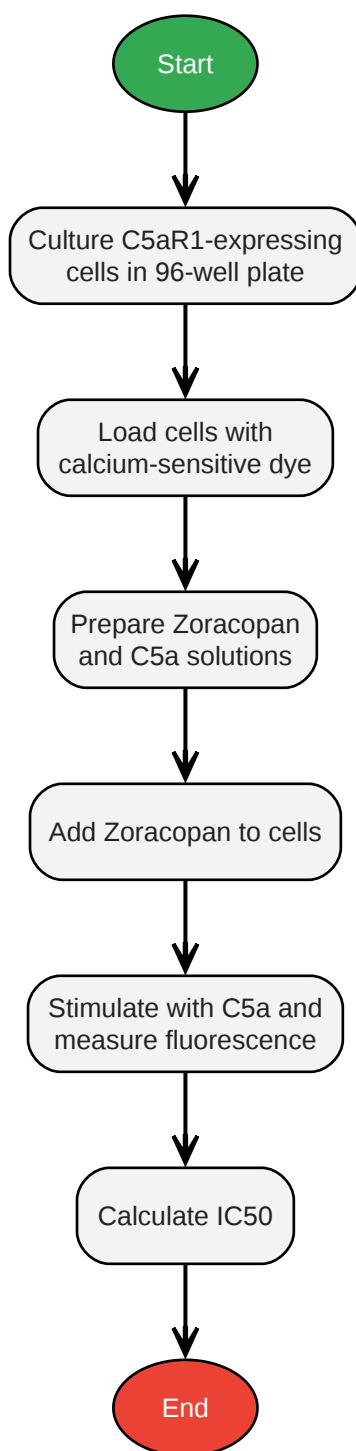 Start
Culture C5aR1-expressing
cells in 96-well plate
Load cells with
calcium-sensitive dye
Prepare Zoracopan
and C5a solutions
Add Zoracopan to cells
Stimulate with C5a and
measure fluorescence
Calculate IC50
End